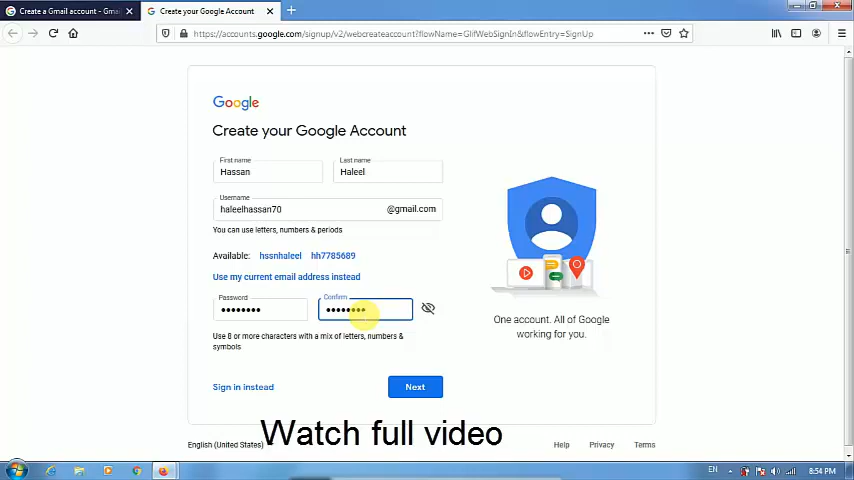 Create a Gmail account - Gma
Create your Google Account
https://accounts.google.com/signup/v2/webcreateaccount?flowName=GlifWebSignIn&flowEntry=SignUp
Google
Create your Google Account
First name
Last name
Hassan
Haleel
Username
haleelhassan70
@gmail.com
You can use letters, numbers & periods
Available: hssnhaleel hh7785689
Use my current email address instead
Password
Confirm
Use 8 or more characters with a mix of letters, numbers &
symbols
One account. All of Google
working for you.
Sign in instead
Next
Watch full video
English (United States)
Help
Privacy
Terms
EN
8:54 PM